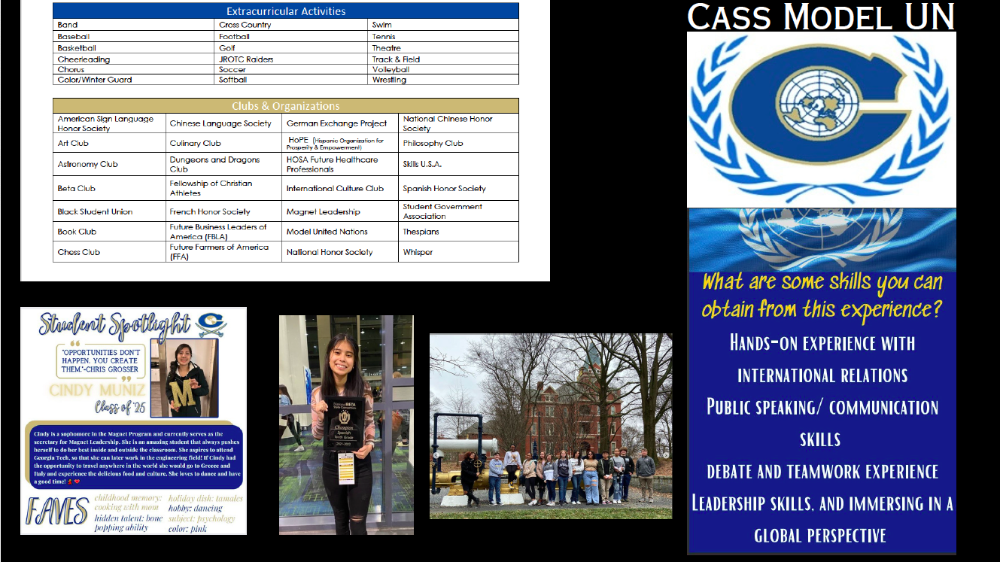 Extracurricular Activities
Band Cross Country Swim
Baseball Football Tennis
Basketball Golf Theatre
Cheerleading JROTC Raiders Track & Field
Chorus Soccer Volleyball
Color/Winter Guard Softball Wrestling
Clubs & Organizations
American Sign Language
Honor Society
Chinese Language Society
German Exchange Project
National Chinese Honor
Society
Art Club
Culinary Club
HoPE (Hispanic Organization for
Prosperity & Empowerment)
Philosophy Club
Astronomy Club
Dungeons and Dragons
Club
HOSA Future Healthcare
Professionals
Skills U.S.A.
Beta Club
Fellowship of Christian
Athletes
International Culture Club
Spanish Honor Society
Black Student Union
French Honor Society
Magnet Leadership
Student Government
Association
Book Club
Future Business Leaders of
America (FBLA)
Model United Nations
Thespians
Chess Club
Future Farmers of America
(FFA)
National Honor Society
Whisper
Student Spotlight
C
"OPPORTUNITIES DON'T
HAPPEN. YOU CREATE
THEM."-CHRIS GROSSER
CINDY MUNIZ
Class of '25
M
Cindy is a sophomore in the Magnet Program and currently serves as the
secretary for Magnet Leadership. She is an amazing student that always pushes
herself to do her best inside and outside the classroom. She aspires to attend
Georgia Tech, so that she can later work in the engineering field! If Cindy had
the opportunity to travel anywhere in the world she would go to Greece and
Italy and experience the delicious food and culture. She loves to dance and have
a good time! 💃❤️
FAVES
childhood memory:
cooking with mom
hidden talent: bone
popping ability
holiday dish: tamales
hobby: dancing
subject: psychology
color: pink
National BETA
State Convention
Champion
Spanish
Tenth Grade
2021-2022
CASS MODEL UN
C
What are some skills you can
obtain from this experience?
HANDS-ON EXPERIENCE WITH
INTERNATIONAL RELATIONS
PUBLIC SPEAKING/ COMMUNICATION
SKILLS
DEBATE AND TEAMWORK EXPERIENCE
LEADERSHIP SKILLS, AND IMMERSING IN A
GLOBAL PERSPECTIVE